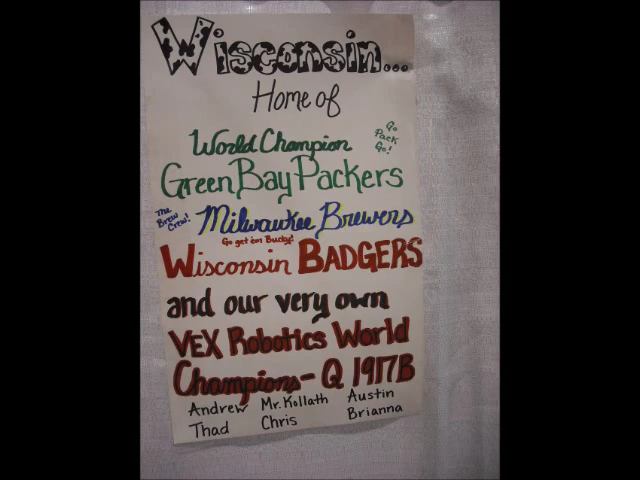 Wisconsin...
Home of
World Champion
Go Pack Go!
Green Bay Packers
The Brew Crew!
Milwaukee Brewers
Go get 'em Bucky!
Wisconsin BADGERS
and our very own
VEX Robotics World
Champions - Q 1917B
Andrew Mr. Kollath Austin
Thad Chris Brianna